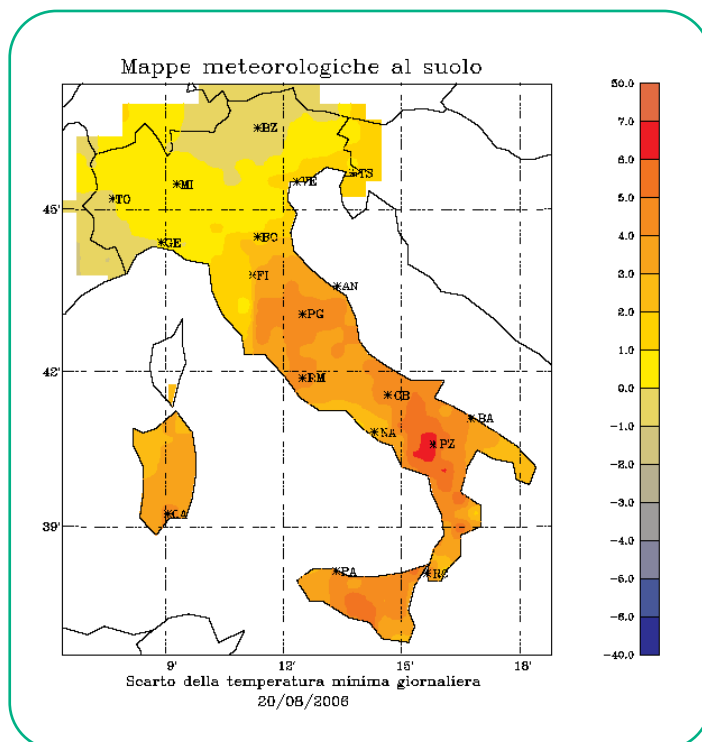 Mappe meteorologiche al suolo
50.0
7.0
6.0
5.0
4.0
3.0
2.0
1.0
0.0
-1.0
-2.0
-3.0
-4.0
-5.0
-6.0
-40.0
BZ
TS
VE
MI
TO
45'
BO
GE
FI
AN
PG
42'
RM
CB
BA
NA
PZ
39'
CA
PA
RC
9'
12'
15'
18'
Scarto della temperatura minima giornaliera
20/08/2006